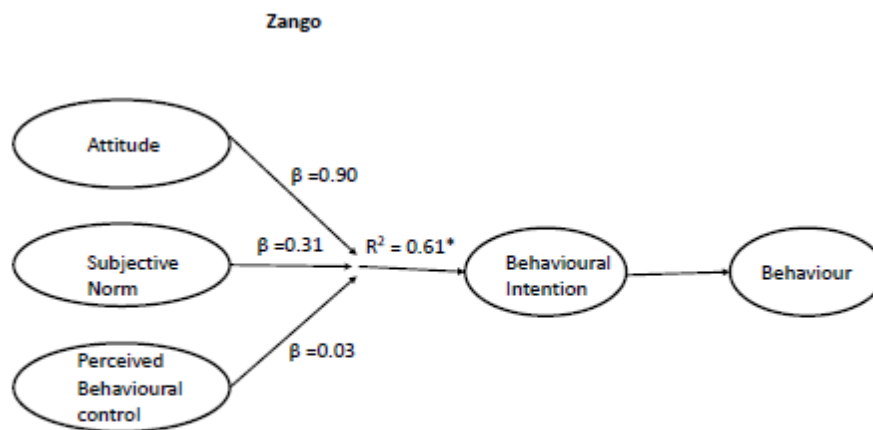 Zango
Attitude
β =0.90
Subjective
Norm
β =0.31
R² = 0.61*
Behavioural
Intention
Behaviour
β =0.03
Perceived
Behavioural
control